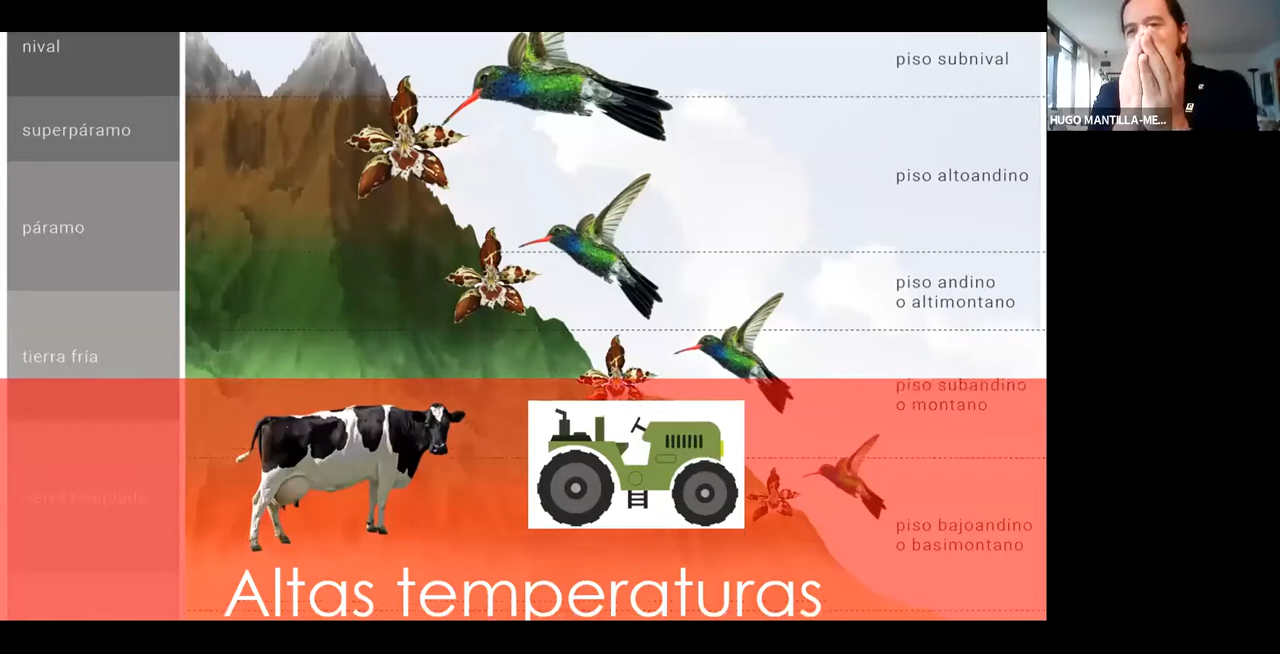 nival
superpáramo
páramo
tierra fría
piso subnival
piso altoandino
piso andino
o altimontano
piso subandino
o montano
piso bajoandino
o basimontano
Altas temperaturas
HUGO MANTILLA-ME...